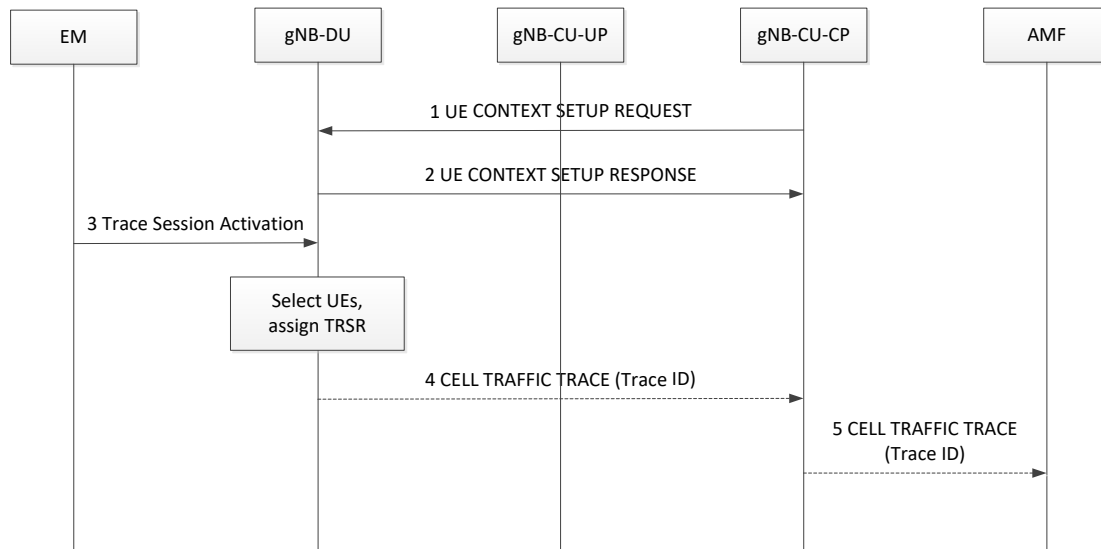 EM
gNB-DU
gNB-CU-UP
gNB-CU-CP
AMF
1 UE CONTEXT SETUP REQUEST
2 UE CONTEXT SETUP RESPONSE
3 Trace Session Activation
Select UEs,
assign TRSR
4 CELL TRAFFIC TRACE (Trace ID)
5 CELL TRAFFIC TRACE
(Trace ID)